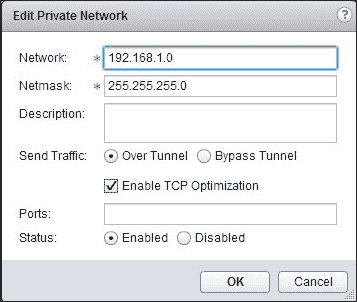 Edit Private Network ?
Network: * 192.168.1.0
Netmask: * 255.255.255.0
Description:
Send Traffic: Over Tunnel Bypass Tunnel
Enable TCP Optimization
Ports:
Status: Enabled Disabled
OK Cancel